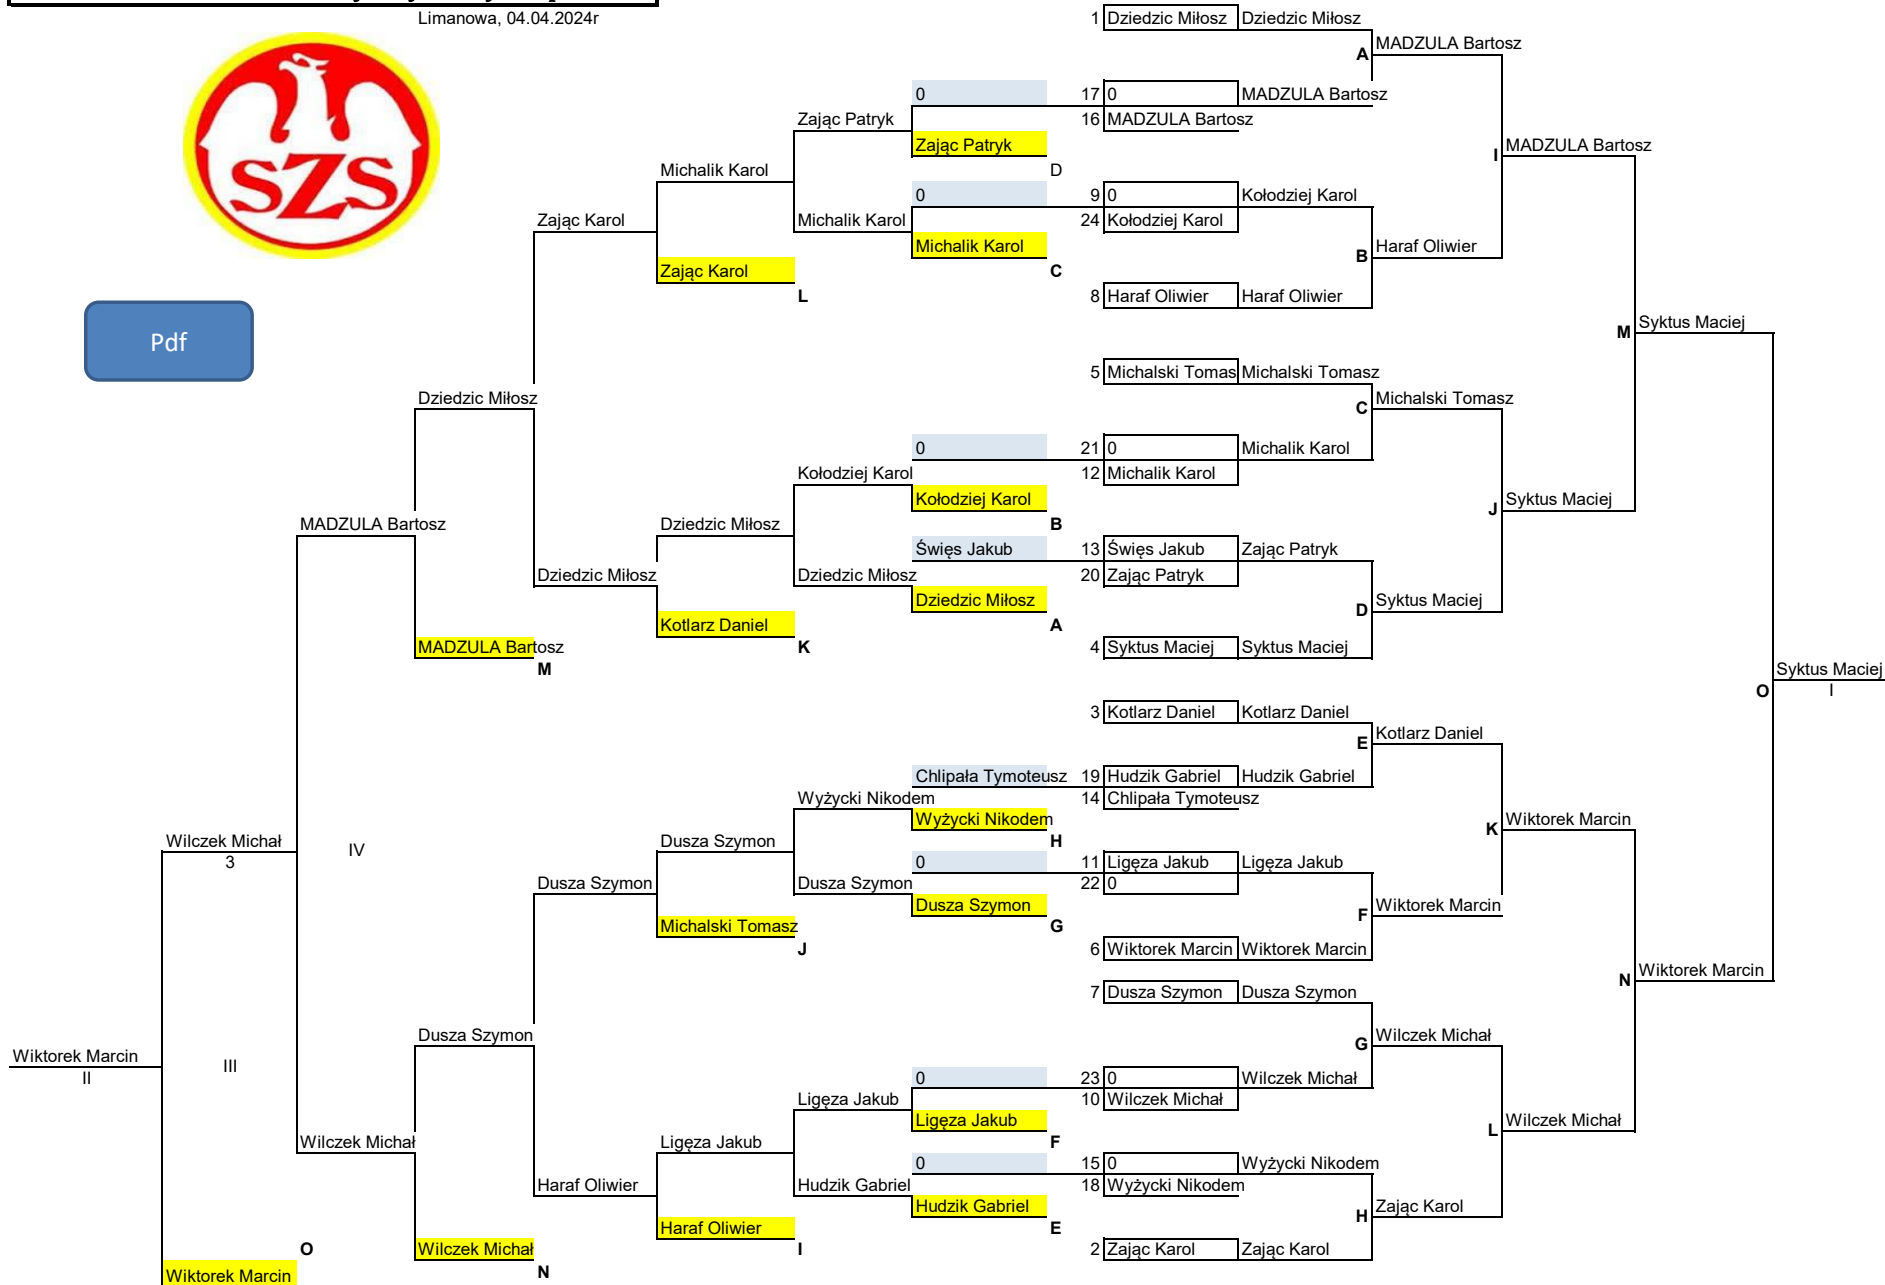 Limanowa, 04.04.2024r
SZS
Pdf
1 Dziedzic Miłosz Dziedzic Miłosz
A MADZULA Bartosz
0 17 0 MADZULA Bartosz
Zając Patryk 16 MADZULA Bartosz
Zając Patryk I MADZULA Bartosz
Michalik Karol D
0 9 0 Kołodziej Karol
Zając Karol Michalik Karol 24 Kołodziej Karol
Michalik Karol B Haraf Oliwier
Zając Karol C
L 8 Haraf Oliwier Haraf Oliwier
M Syktus Maciej
5 Michalski Tomas Michalski Tomasz
Dziedzic Miłosz C Michalski Tomasz
0 21 0 Michalik Karol
Kołodziej Karol 12 Michalik Karol
Kołodziej Karol J Syktus Maciej
MADZULA Bartosz Dziedzic Miłosz B
Święs Jakub 13 Święs Jakub Zając Patryk
Dziedzic Miłosz Dziedzic Miłosz 20 Zając Patryk
Dziedzic Miłosz D Syktus Maciej
Kotlarz Daniel A
MADZULA Bartosz K 4 Syktus Maciej Syktus Maciej
M Syktus Maciej
O I
3 Kotlarz Daniel Kotlarz Daniel
E Kotlarz Daniel
Chlipała Tymoteusz 19 Hudzik Gabriel Hudzik Gabriel
Wyżycki Nikodem 14 Chlipała Tymoteusz
Wyżycki Nikodem K Wiktorek Marcin
Wilczek Michał IV Dusza Szymon H
3 0 11 Ligęza Jakub Ligęza Jakub
Dusza Szymon Dusza Szymon 22 0
Dusza Szymon F Wiktorek Marcin
Michalski Tomasz G
J 6 Wiktorek Marcin Wiktorek Marcin
N Wiktorek Marcin
7 Dusza Szymon Dusza Szymon
Dusza Szymon G Wilczek Michał
Wiktorek Marcin III
II 0 23 0 Wilczek Michał
Ligęza Jakub 10 Wilczek Michał
Ligęza Jakub L Wilczek Michał
Wilczek Michał Ligęza Jakub F
0 15 0 Wyżycki Nikodem
Haraf Oliwier Hudzik Gabriel 18 Wyżycki Nikodem
Hudzik Gabriel H Zając Karol
Haraf Oliwier E
O Wilczek Michał I 2 Zając Karol Zając Karol
Wiktorek Marcin N